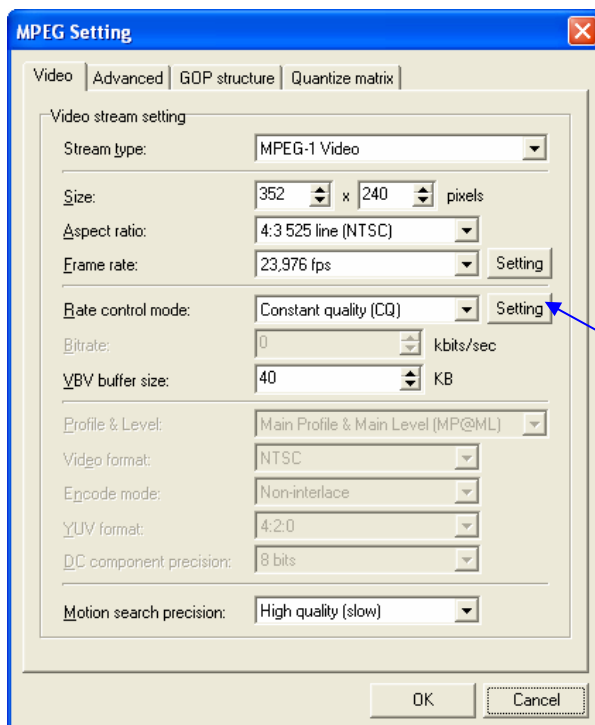 MPEG Setting
Video Advanced GOP structure Quantize matrix
Video stream setting
Stream type: MPEG-1 Video
Size: 352 x 240 pixels
Aspect ratio: 4:3 525 line (NTSC)
Frame rate: 23,976 fps Setting
Rate control mode: Constant quality (CQ) Setting
Bitrate: 0 kbits/sec
VBV buffer size: 40 KB
Profile & Level: Main Profile & Main Level (MP@ML)
Video format: NTSC
Encode mode: Non-interlace
YUV format: 4:2:0
DC component precision: 8 bits
Motion search precision: High quality (slow)
OK Cancel